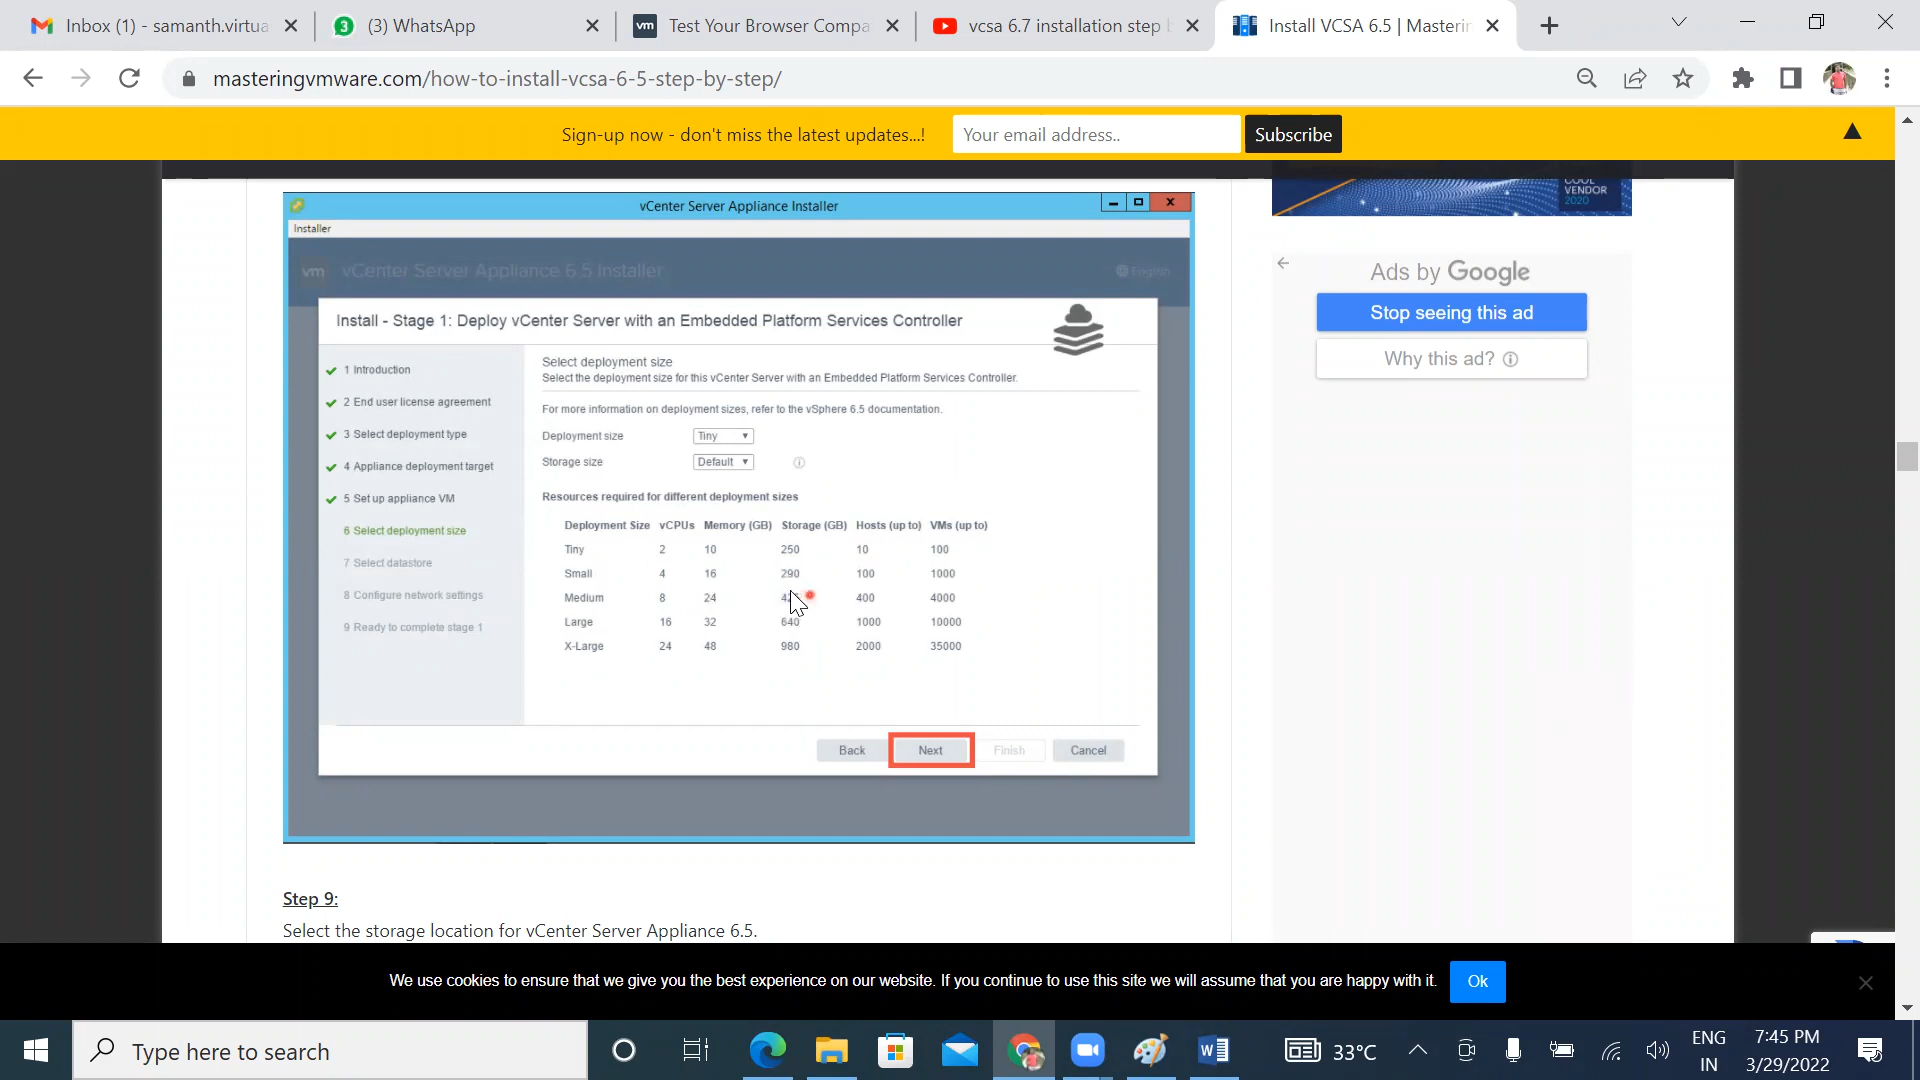 Inbox (1) - samanth.virtua
(3) WhatsApp
Test Your Browser Compa
vcsa 6.7 installation step
Install VCSA 6.5 | Masterin
masteringvmware.com/how-to-install-vcsa-6-5-step-by-step/
Sign-up now - don't miss the latest updates...!
Your email address..
Subscribe
COOL
VENDOR
2020
vCenter Server Appliance Installer
Installer
vm vCenter Server Appliance 6.5 Installer
English
Install - Stage 1: Deploy vCenter Server with an Embedded Platform Services Controller
1 Introduction
2 End user license agreement
3 Select deployment type
4 Appliance deployment target
5 Set up appliance VM
6 Select deployment size
7 Select datastore
8 Configure network settings
9 Ready to complete stage 1
Select deployment size
Select the deployment size for this vCenter Server with an Embedded Platform Services Controller.
For more information on deployment sizes, refer to the vSphere 6.5 documentation.
Deployment size Tiny
Storage size Default
Resources required for different deployment sizes
Deployment Size vCPUs Memory (GB) Storage (GB) Hosts (up to) VMs (up to)
Tiny 2 10 250 10 100
Small 4 16 290 100 1000
Medium 8 24 400 4000
Large 16 32 640 1000 10000
X-Large 24 48 980 2000 35000
Back
Next
Finish
Cancel
Ads by Google
Stop seeing this ad
Why this ad?
Step 9:
Select the storage location for vCenter Server Appliance 6.5.
We use cookies to ensure that we give you the best experience on our website. If you continue to use this site we will assume that you are happy with it.
Ok
Type here to search
33°C
ENG
IN
7:45 PM
3/29/2022